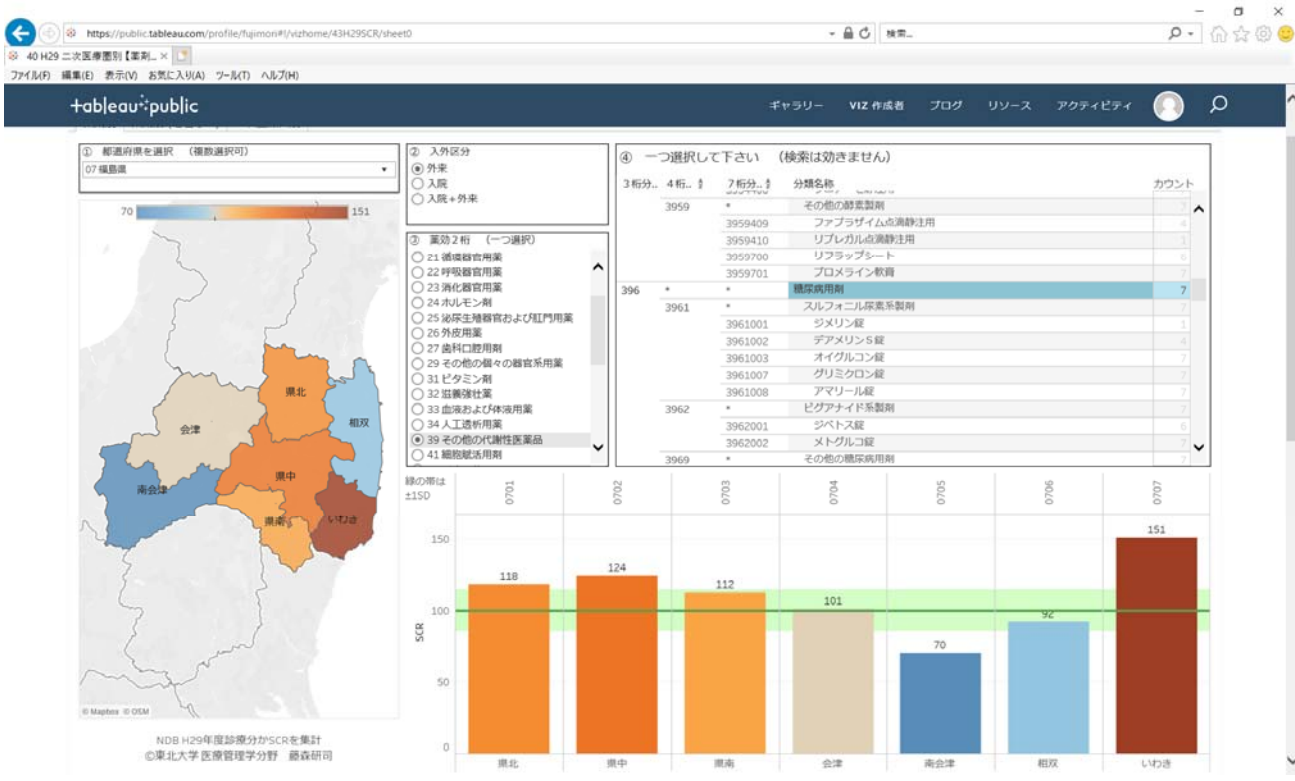 https://public.tableau.com/profile/fujimori#!/vizhome/43H29SCR/sheet0
検索...
40 H29 二次医療圏別【薬剤...
ファイル(F) 編集(E) 表示(V) お気に入り(A) ツール(T) ヘルプ(H)
+ableau public
ギャラリー VIZ 作成者 ブログ リソース アクティビティ
① 都道府県を選択 （複数選択可）
07 福島県
70 151
県北
相双
会津
県中
南会津
県南
いわき
© Mapbox © OSM
NDB H29年度診療分からSCRを集計
©東北大学 医療管理学分野 藤森研司
② 入外区分
外来
入院
入院+外来
③ 薬効2桁 （一つ選択）
21 循環器官用薬
22 呼吸器官用薬
23 消化器官用薬
24 ホルモン剤
25 泌尿生殖器官および肛門用薬
26 外皮用薬
27 歯科口腔用剤
29 その他の個々の器官系用薬
31 ビタミン剤
32 滋養強壮薬
33 血液および体液用薬
34 人工透析用薬
39 その他の代謝性医薬品
41 細胞賦活用剤
④ 一つ選択して下さい （検索は効きません）
3桁分.. 4桁.. 7桁分.. 分類名称 カウント
3959 * その他の酵素製剤 7
3959409 ファブラザイム点滴静注用 4
3959410 リプレガル点滴静注用 1
3959700 リフラップシート 6
3959701 ブロメライン軟膏 7
396 * * 糖尿病用剤 7
3961 * スルフォニル尿素系製剤 7
3961001 ジメリン錠 1
3961002 デアメリンS錠 4
3961003 オイグルコン錠 7
3961007 グリミクロン錠 7
3961008 アマリール錠 7
3962 * ビグアナイド系製剤 7
3962001 ジベトス錠 6
3962002 メトグルコ錠 7
3969 * その他の糖尿病用剤 7
緑の帯は
±1SD
0701 0702 0703 0704 0705 0706 0707
SCR
150
100
50
0
118 124 112 101 70 92 151
県北 県中 県南 会津 南会津 相双 いわき